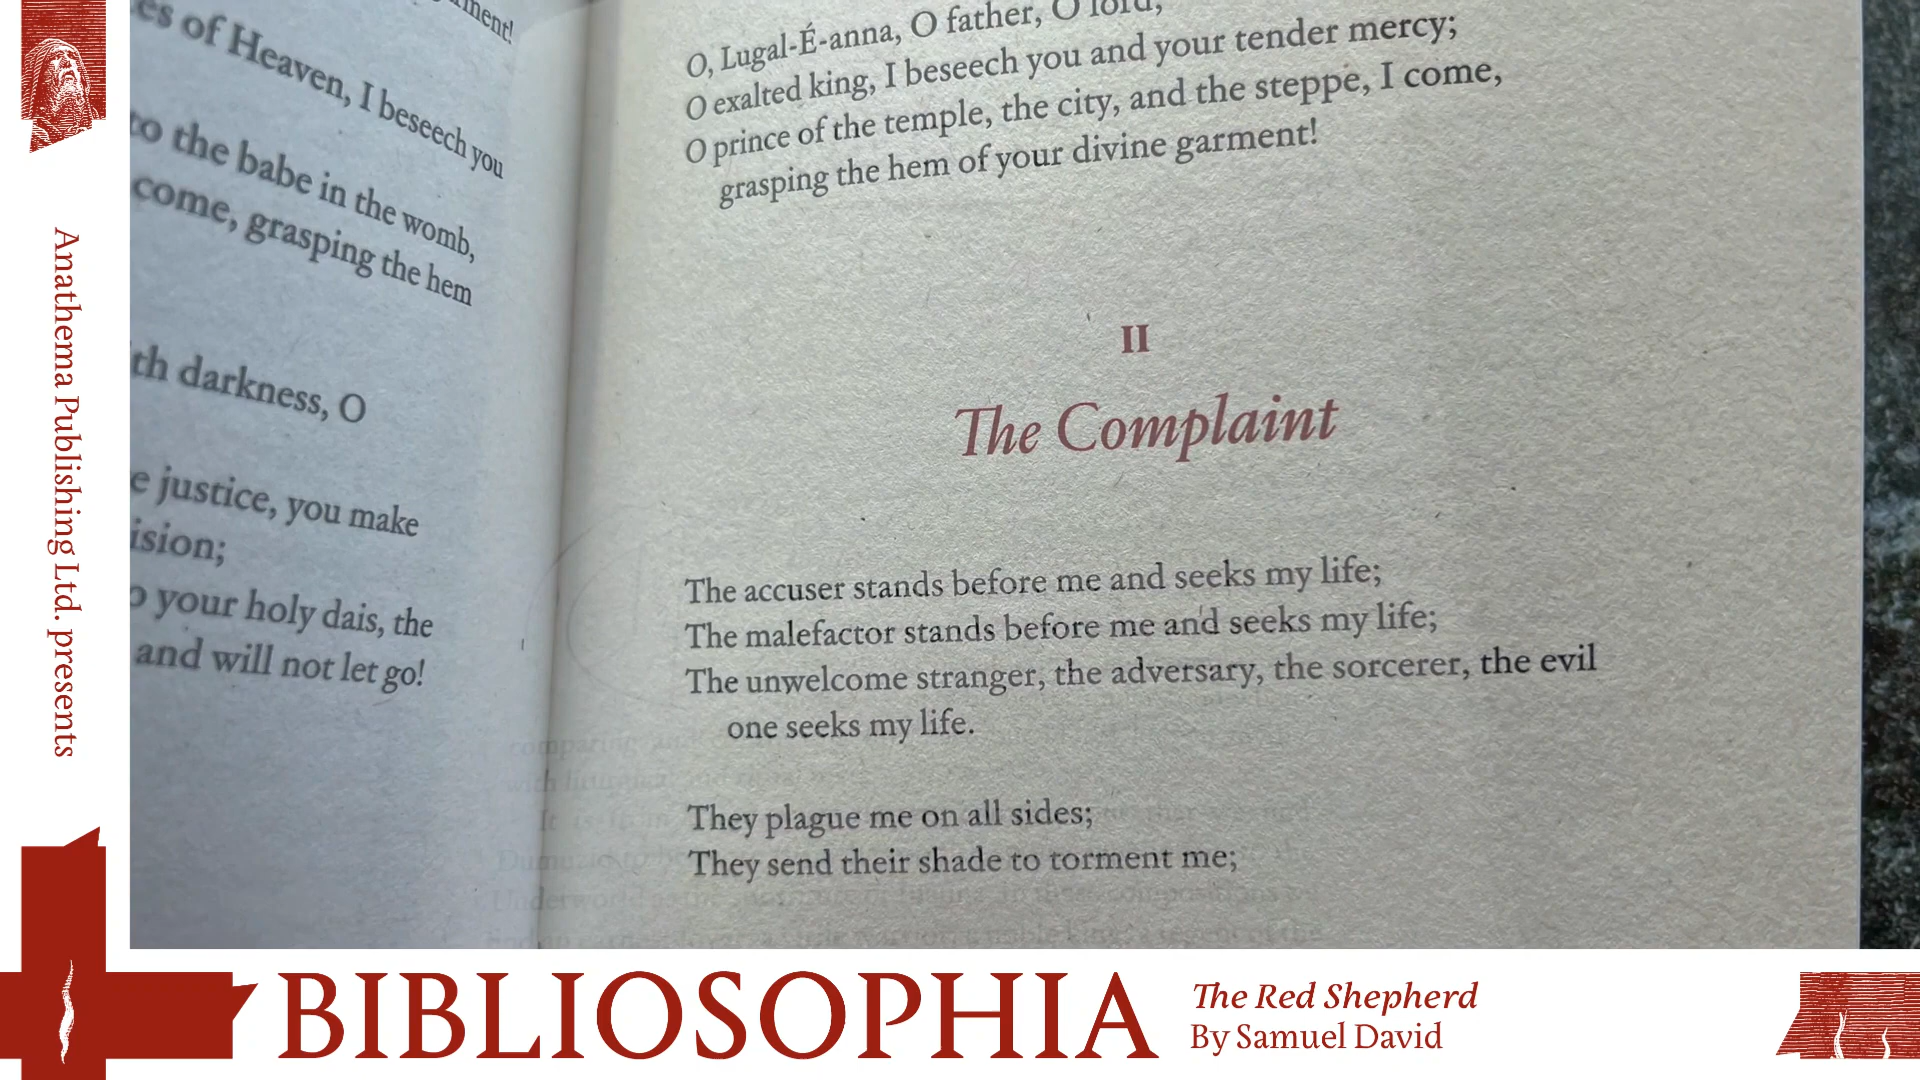 Anathema Publishing Ltd. presents
of Heaven, I beseech you
to the babe in the womb,
come, grasping the hem
darkness, O
justice, you make
your holy dais, the
and will not let go!
O, Lugal-É-anna, O father, O lord,
O exalted king, I beseech you and your tender mercy;
O prince of the temple, the city, and the steppe, I come,
grasping the hem of your divine garment!
II
The Complaint
The accuser stands before me and seeks my life;
The malefactor stands before me and seeks my life;
The unwelcome stranger, the adversary, the sorcerer, the evil
one seeks my life.
They plague me on all sides;
They send their shade to torment me;
BIBLIOSOPHIA
The Red Shepherd
By Samuel David